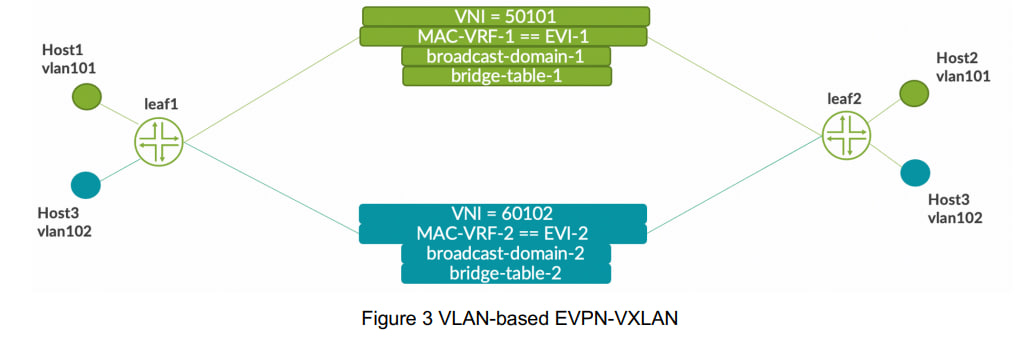 VNI = 50101
MAC-VRF-1 == EVI-1
broadcast-domain-1
bridge-table-1
Host1
vlan101
leaf1
Host3
vlan102
Host2
vlan101
leaf2
Host3
vlan102
VNI = 60102
MAC-VRF-2 == EVI-2
broadcast-domain-2
bridge-table-2
Figure 3 VLAN-based EVPN-VXLAN